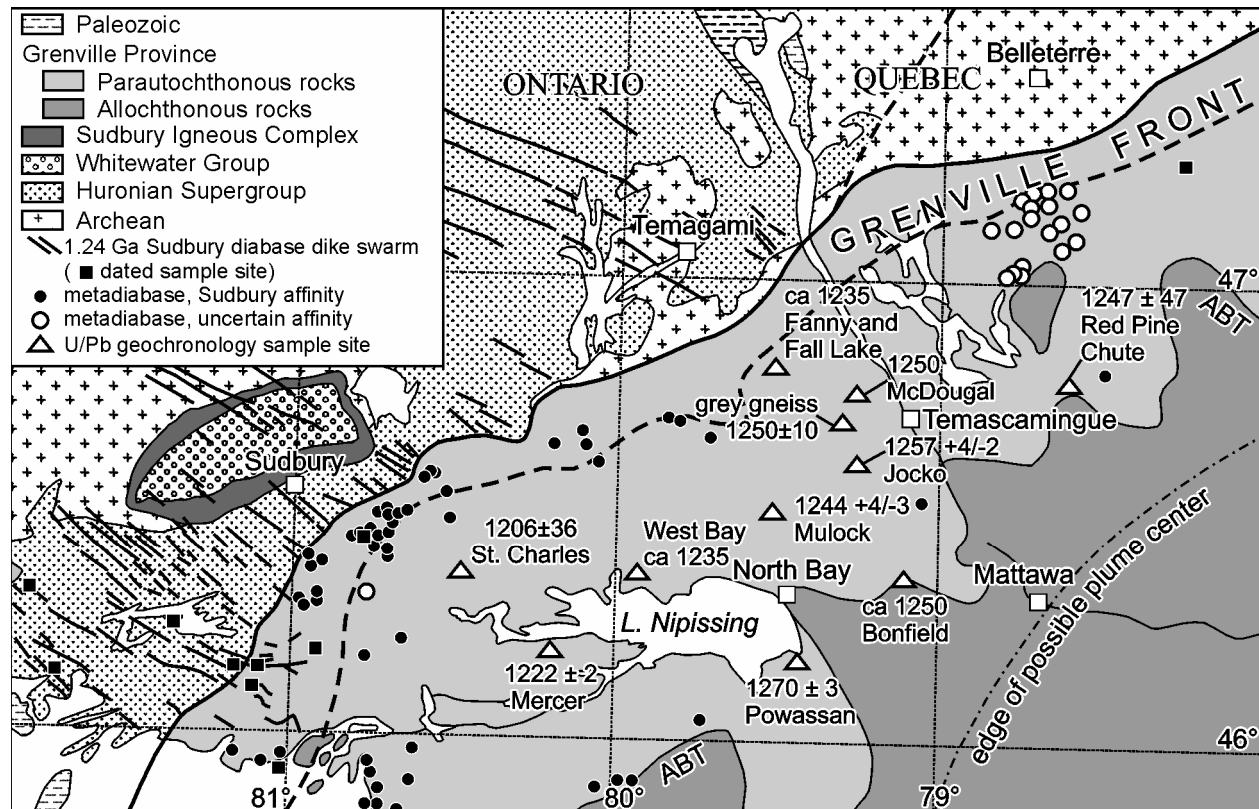 Paleozoic
Grenville Province
Parautochthonous rocks
Allochthonous rocks
Sudbury Igneous Complex
Whitewater Group
Huronian Supergroup
Archean
1.24 Ga Sudbury diabase dike swarm
( ■ dated sample site)
metadiabase, Sudbury affinity
metadiabase, uncertain affinity
U/Pb geochronology sample site
ONTARIO
QUEBEC
Belleterre
GRENVILLE FRONT
Temagami
47°
ABT
ca 1235
Fanny and
Fall Lake
1247 ± 47
Red Pine
Chute
1250
McDougal
grey gneiss
1250±10
Temascamingue
1257 +4/-2
Jocko
Sudbury
1244 +4/-3
Mulock
1206±36
St. Charles
West Bay
ca 1235
North Bay
Mattawa
ca 1250
Bonfield
L. Nipissing
1222 ±-2
Mercer
1270 ± 3
Powassan
edge of possible plume center
46°
ABT
81°
80°
79°